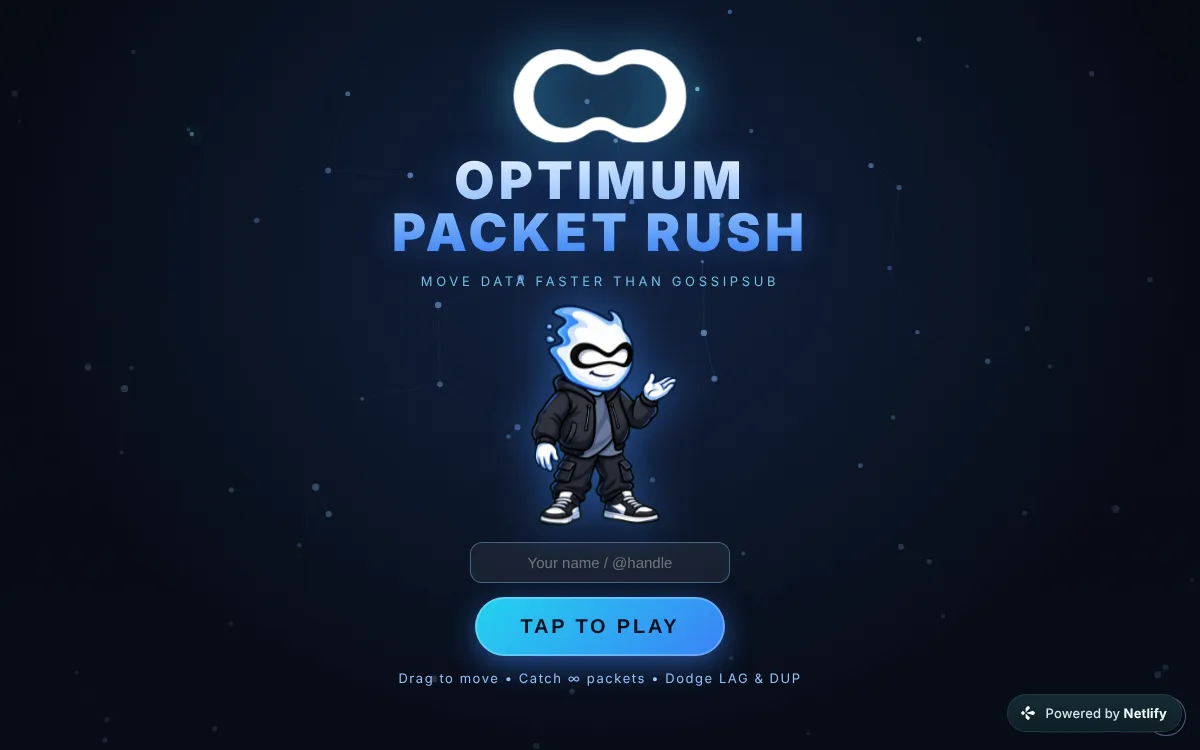 OPTIMUM
PACKET RUSH
MOVE DATA FASTER THAN GOSSIPSUB
Your name / @handle
TAP TO PLAY
Drag to move • Catch ∞ packets • Dodge LAG & DUP
Powered by Netlify